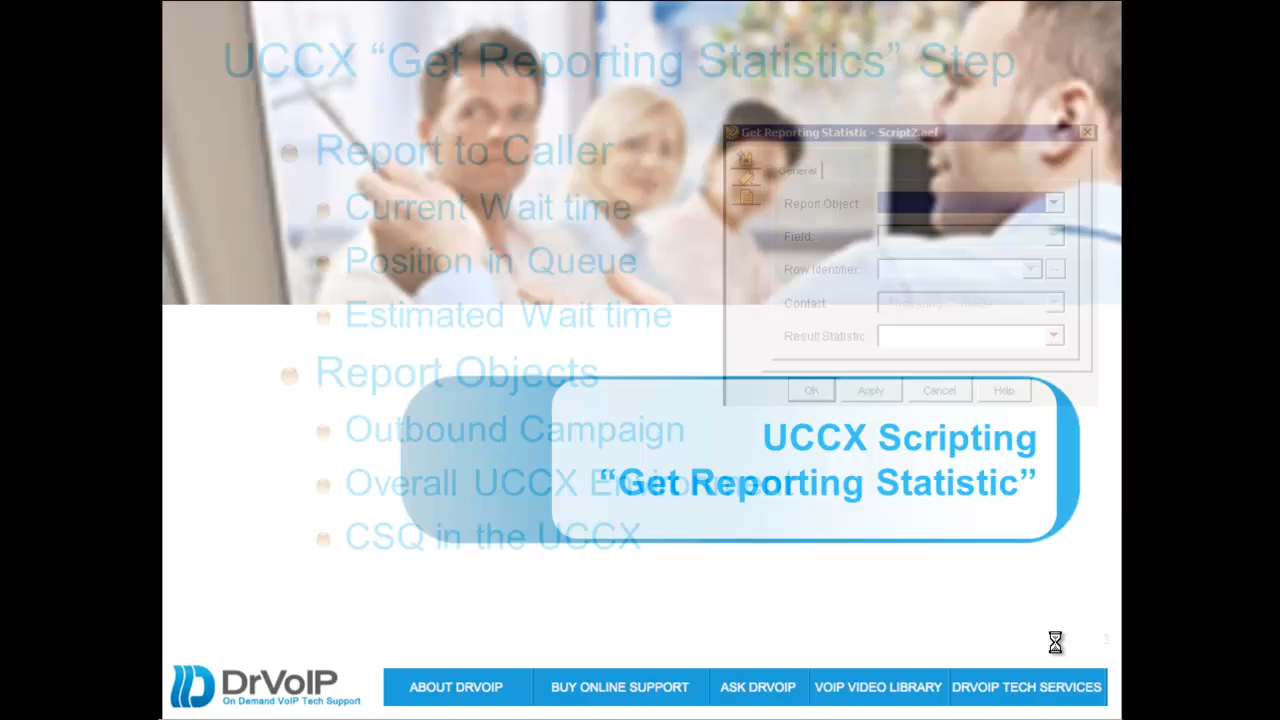 UCCX “Get Reporting Statistics” Step
Report to Caller
Current Wait time
Position in Queue
Estimated Wait time
Report Objects
Outbound Campaign
Overall UCCX
CSQ in the UCCX
Get Reporting Statistic - Script2.aef
General
Report Object
Field:
Row Identifier:
...
Contact
Result Statistic
OK
Apply
Cancel
Help
UCCX Scripting
“Get Reporting Statistic”
3
DrVoIP
On Demand VoIP Tech Support
ABOUT DRVOIP
BUY ONLINE SUPPORT
ASK DRVOIP
VOIP VIDEO LIBRARY
DRVOIP TECH SERVICES